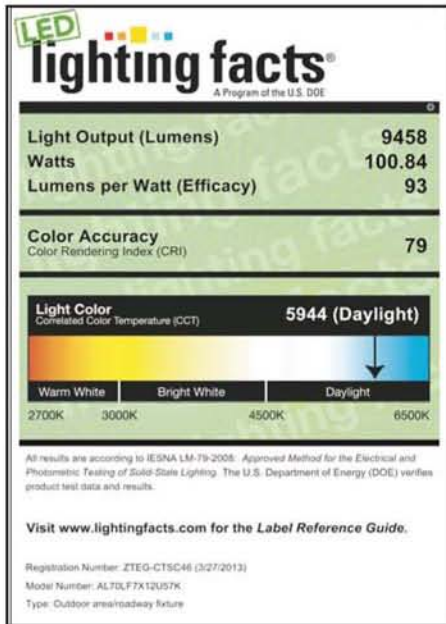 LED
lighting facts®
A Program of the U.S. DOE
Light Output (Lumens) 9458
Watts 100.84
Lumens per Watt (Efficacy) 93
Color Accuracy 79
Color Rendering Index (CRI)
Light Color 5944 (Daylight)
Correlated Color Temperature (CCT)
Warm White Bright White Daylight
2700K 3000K 4500K 6500K
All results are according to IESNA LM-79-2008: Approved Method for the Electrical and
Photometric Testing of Solid-State Lighting. The U.S. Department of Energy (DOE) verifies
product test data and results.
Visit www.lightingfacts.com for the Label Reference Guide.
Registration Number: ZTEG-CTSC46 (3/27/2013)
Model Number: AL70LF7X12U57K
Type: Outdoor area/roadway fixture